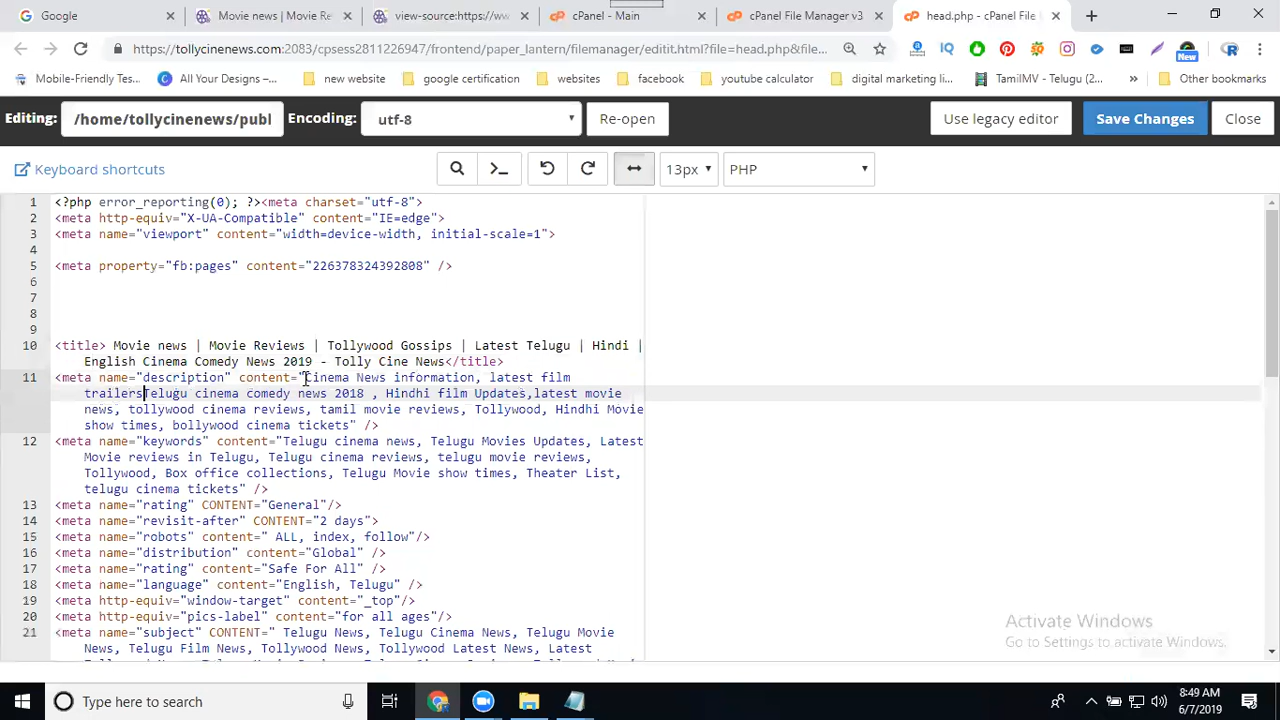 Google
Movie news | Movie Re
view-source:https://ww
cPanel - Main
cPanel File Manager v3
head.php - cPanel File
https://tollycinenews.com:2083/cpsess2811226947/frontend/paper_lantern/filemanager/editit.html?file=head.php&file...
New
Mobile-Friendly Tes...
All Your Designs –...
new website
google certification
websites
facebook
youtube calculator
digital marketing li...
TamilMV - Telugu (2...
Other bookmarks
Editing:
/home/tollycinenews/publ
Encoding:
utf-8
Re-open
Use legacy editor
Save Changes
Close
Keyboard shortcuts
13px
PHP
1 <?php error_reporting(0); ?><meta charset="utf-8">
2 <meta http-equiv="X-UA-Compatible" content="IE=edge">
3 <meta name="viewport" content="width=device-width, initial-scale=1">
4
5 <meta property="fb:pages" content="226378324392808" />
6
7
8
9
10 <title> Movie news | Movie Reviews | Tollywood Gossips | Latest Telugu | Hindi |
English Cinema Comedy News 2019 - Tolly Cine News</title>
11 <meta name="description" content="Cinema News information, latest film
trailersTelugu cinema comedy news 2018 , Hindhi film Updates,latest movie
news, tollywood cinema reviews, tamil movie reviews, Tollywood, Hindhi Movie
show times, bollywood cinema tickets" />
12 <meta name="keywords" content="Telugu cinema news, Telugu Movies Updates, Latest
Movie reviews in Telugu, Telugu cinema reviews, telugu movie reviews,
Tollywood, Box office collections, Telugu Movie show times, Theater List,
telugu cinema tickets" />
13 <meta name="rating" CONTENT="General"/>
14 <meta name="revisit-after" CONTENT="2 days">
15 <meta name="robots" content=" ALL, index, follow"/>
16 <meta name="distribution" content="Global" />
17 <meta name="rating" content="Safe For All" />
18 <meta name="language" content="English, Telugu" />
19 <meta http-equiv="window-target" content="_top"/>
20 <meta http-equiv="pics-label" content="for all ages"/>
21 <meta name="subject" CONTENT=" Telugu News, Telugu Cinema News, Telugu Movie
News, Telugu Film News, Tollywood News, Tollywood Latest News, Latest
Activate Windows
Go to Settings to activate Windows.
Type here to search
8:49 AM
6/7/2019